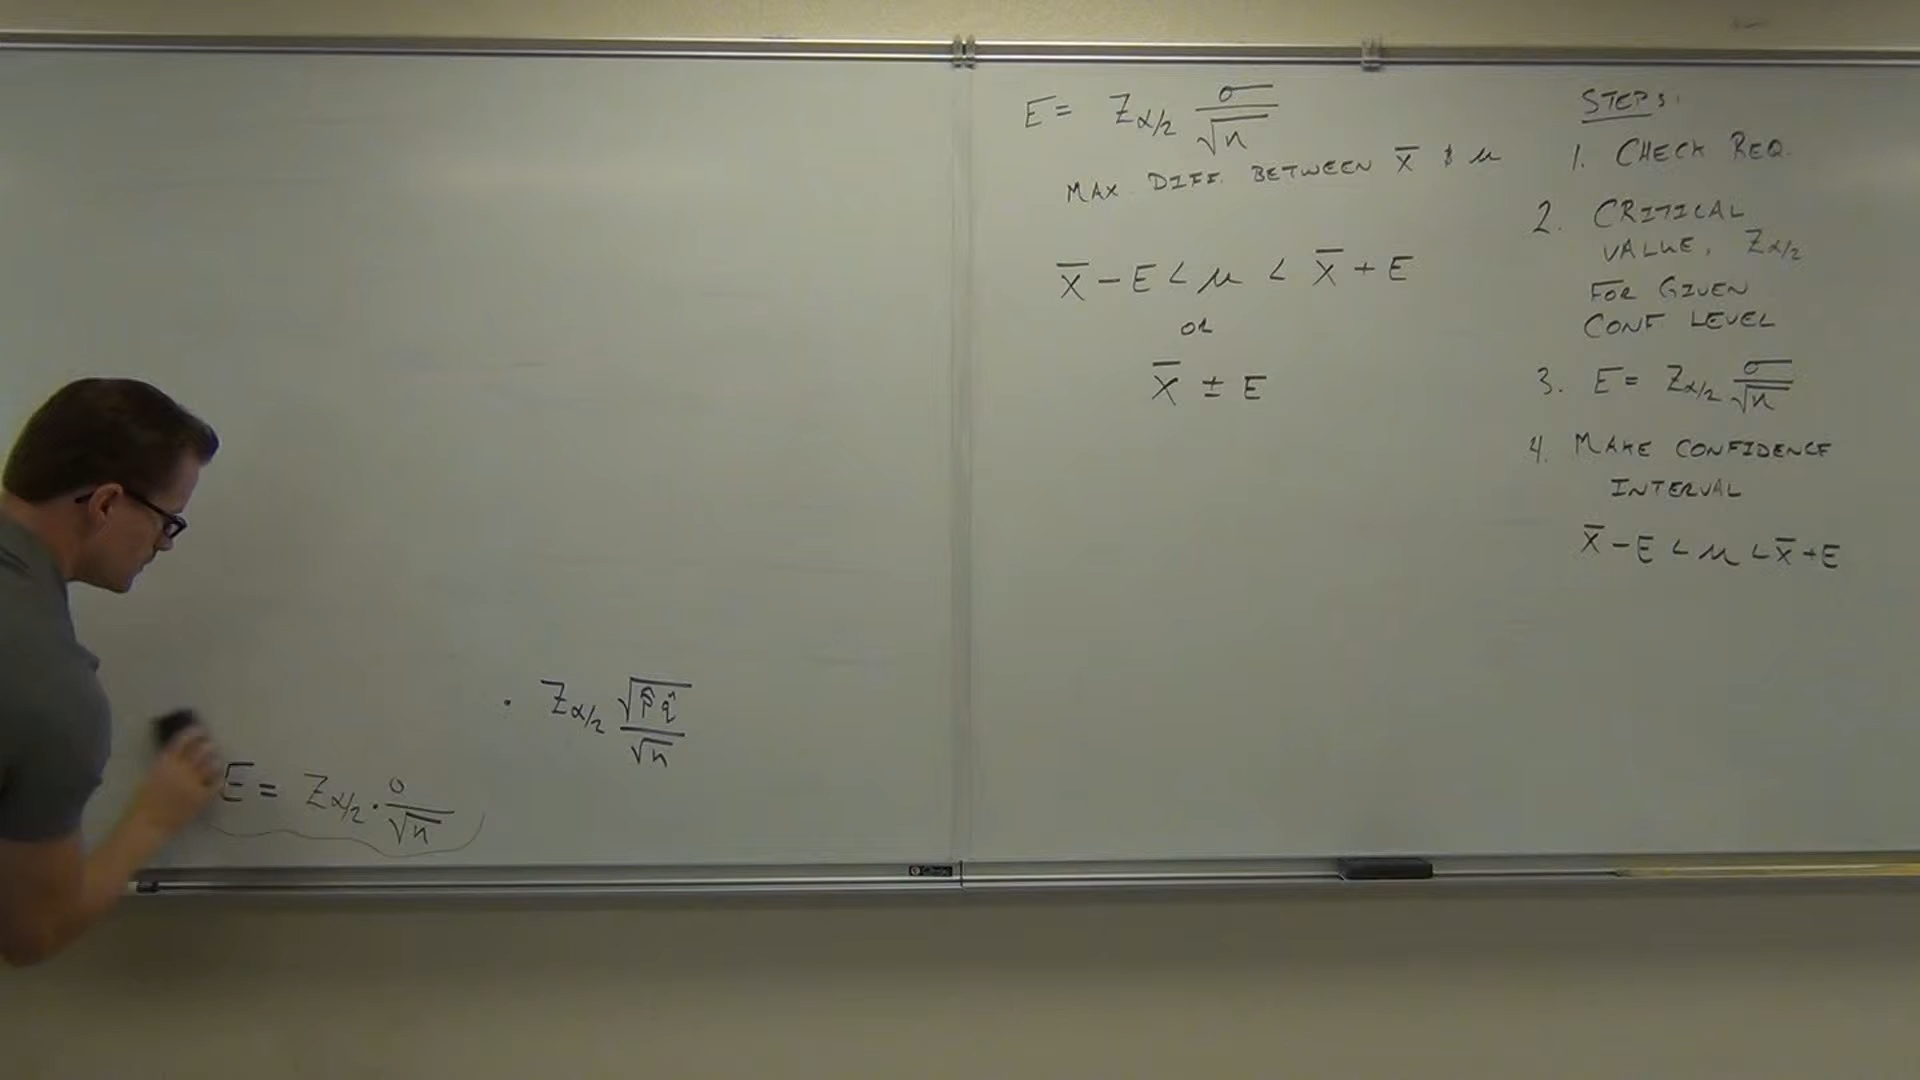 · Zα/2 √p̂q̂/√n
E = Zα/2 · σ/√n
E = Zα/2 σ/√n
MAX. DIFF. BETWEEN x̄ & μ
x̄ - E < μ < x̄ + E
OR
x̄ ± E
STEPS:
1. CHECK REQ.
2. CRITICAL
VALUE, Zα/2
FOR GIVEN
CONF LEVEL
3. E = Zα/2 σ/√n
4. MAKE CONFIDENCE
INTERVAL
x̄ - E < μ < x̄ + E